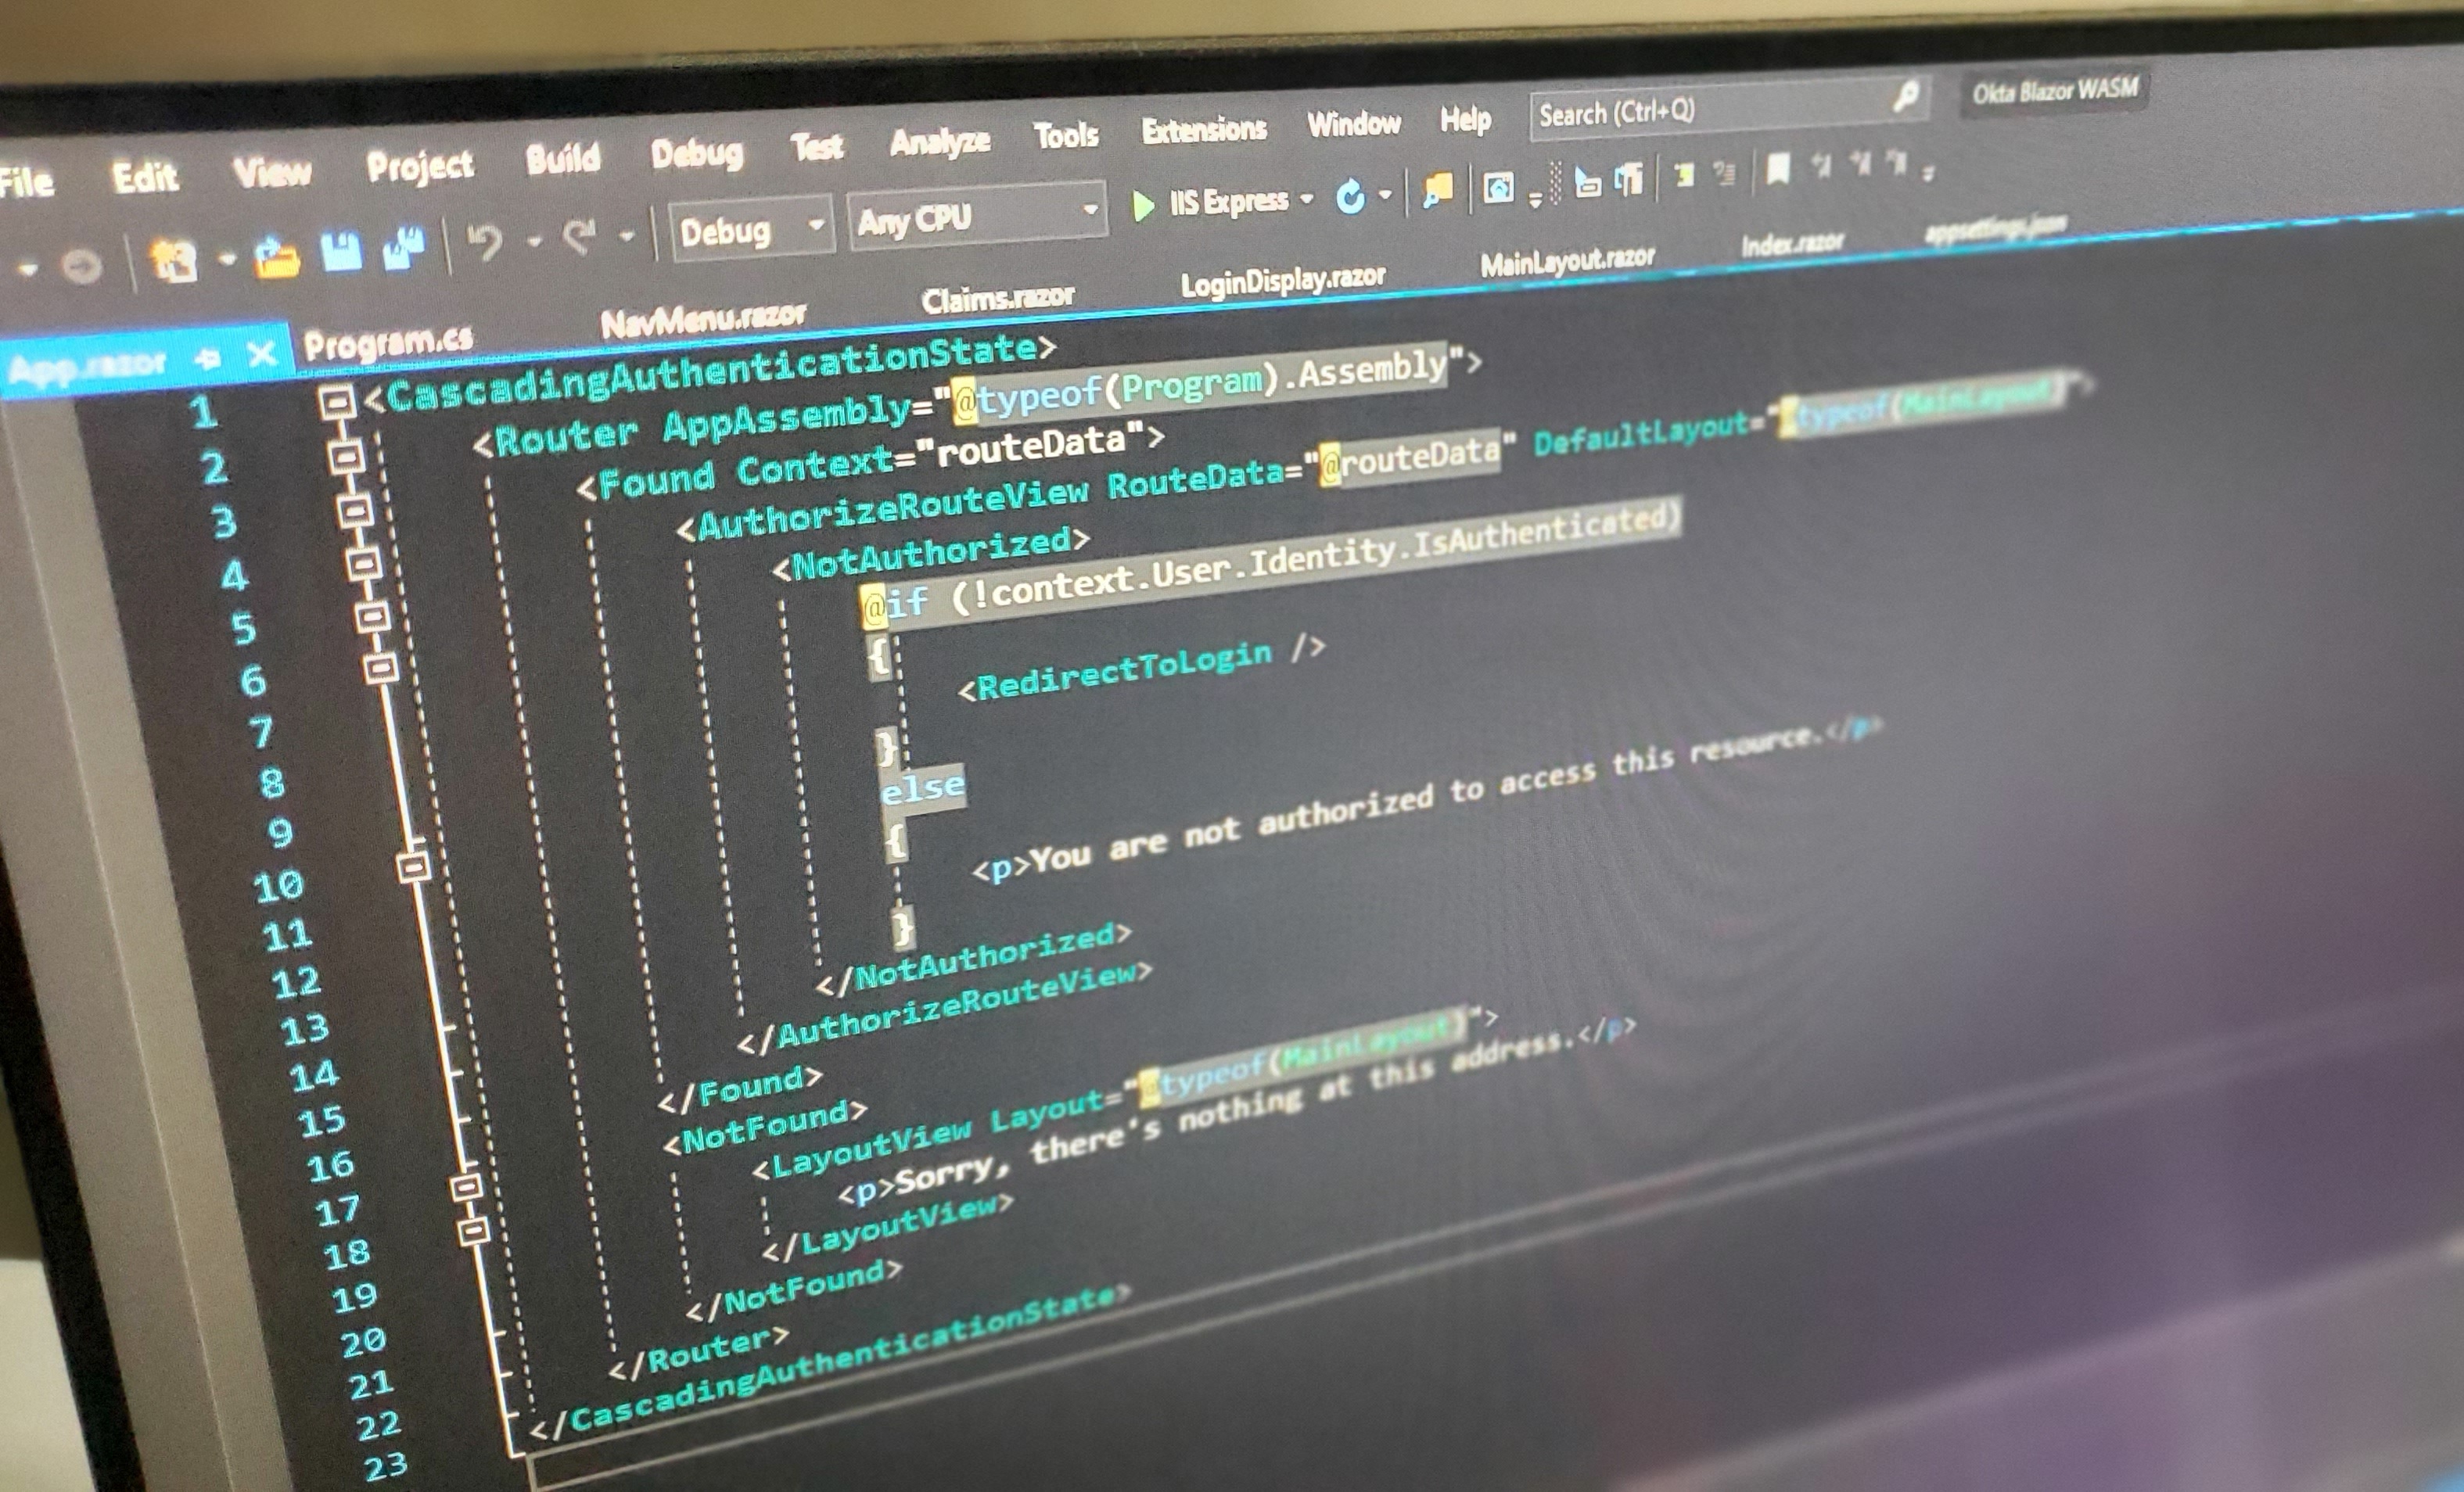 File Edit View Project Build Debug Test Analyze Tools Extensions Window Help Search (Ctrl+Q) Okta Blazor WASM
Debug Any CPU IIS Express
App.razor Program.cs NavMenu.razor Claims.razor LoginDisplay.razor MainLayout.razor Index.razor appsettings.json
1 <CascadingAuthenticationState>
2 <Router AppAssembly="@typeof(Program).Assembly">
3 <Found Context="routeData">
4 <AuthorizeRouteView RouteData="@routeData" DefaultLayout="@typeof(MainLayout)">
5 <NotAuthorized>
6 @if (!context.User.Identity.IsAuthenticated)
7 {
8 <RedirectToLogin />
9 }
10 else
11 {
12 <p>You are not authorized to access this resource.</p>
13 }
14 </NotAuthorized>
15 </AuthorizeRouteView>
16 </Found>
17 <NotFound>
18 <LayoutView Layout="@typeof(MainLayout)">
19 <p>Sorry, there's nothing at this address.</p>
20 </LayoutView>
21 </NotFound>
22 </Router>
23 </CascadingAuthenticationState>